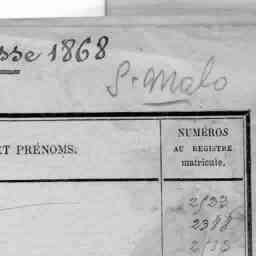 sse 1868
S. Malo
ET PRÉNOMS.
NUMÉROS
AU REGISTRE
matricule.
2388